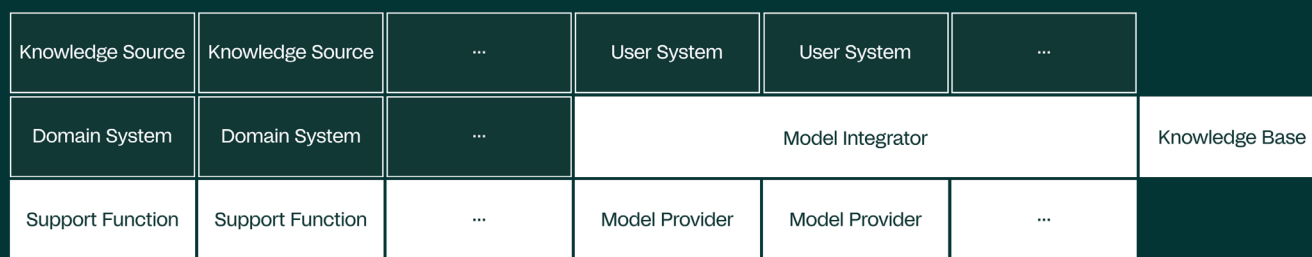 Knowledge Source Knowledge Source ... User System User System ...
Domain System Domain System ... Model Integrator Knowledge Base
Support Function Support Function ... Model Provider Model Provider ...